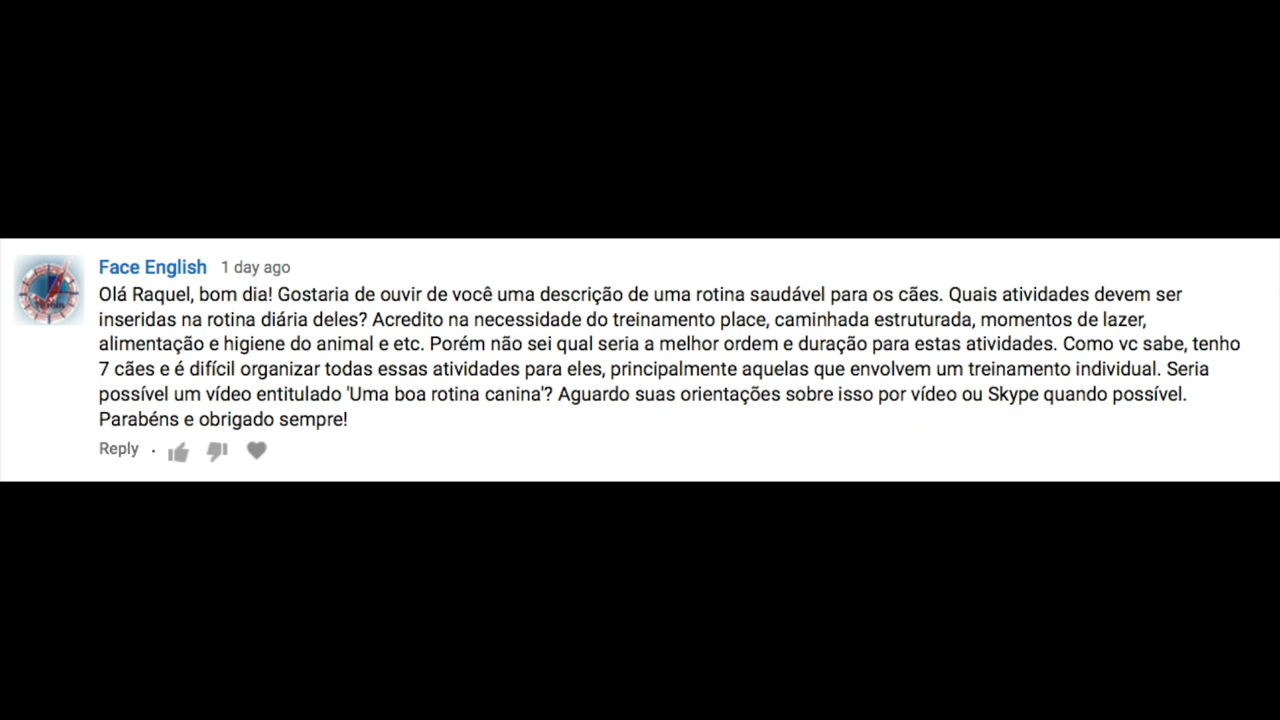 Face English 1 day ago
Olá Raquel, bom dia! Gostaria de ouvir de você uma descrição de uma rotina saudável para os cães. Quais atividades devem ser
inseridas na rotina diária deles? Acredito na necessidade do treinamento place, caminhada estruturada, momentos de lazer,
alimentação e higiene do animal e etc. Porém não sei qual seria a melhor ordem e duração para estas atividades. Como vc sabe, tenho
7 cães e é difícil organizar todas essas atividades para eles, principalmente aquelas que envolvem um treinamento individual. Seria
possível um vídeo entitulado 'Uma boa rotina canina'? Aguardo suas orientações sobre isso por vídeo ou Skype quando possível.
Parabéns e obrigado sempre!
Reply ·